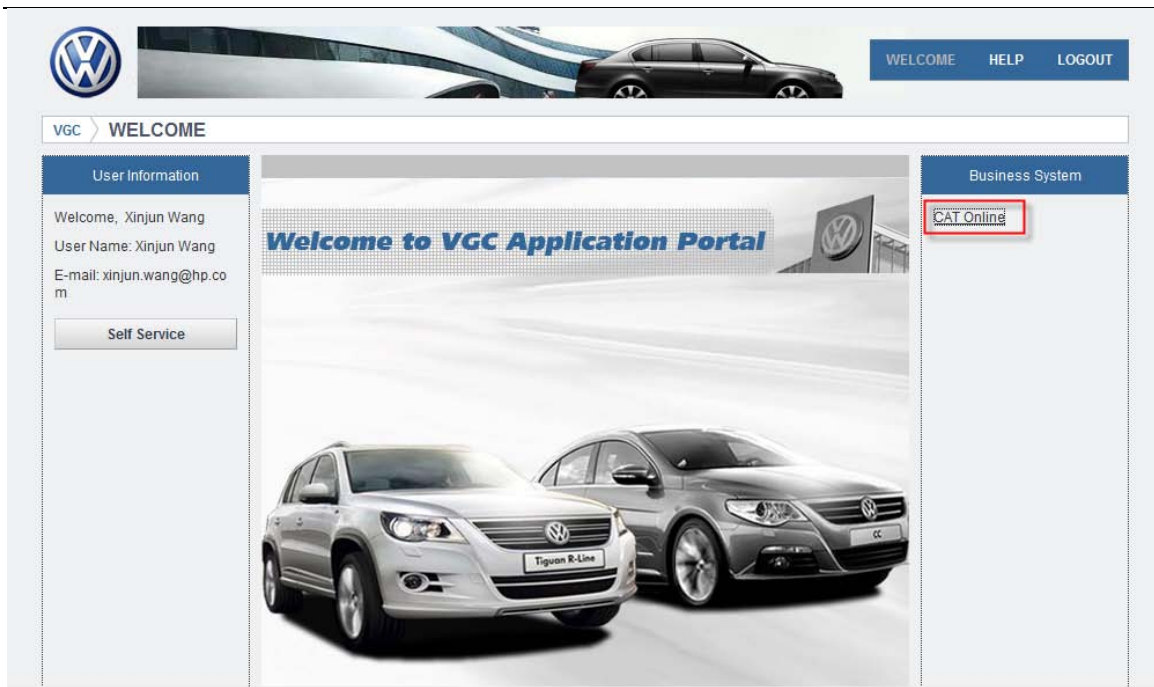 WELCOME HELP LOGOUT
VGC WELCOME
User Information
Welcome, Xinjun Wang
User Name: Xinjun Wang
E-mail: xinjun.wang@hp.co
m
Self Service
Welcome to VGC Application Portal
Tiguan R-Line
CC
Business System
CAT Online